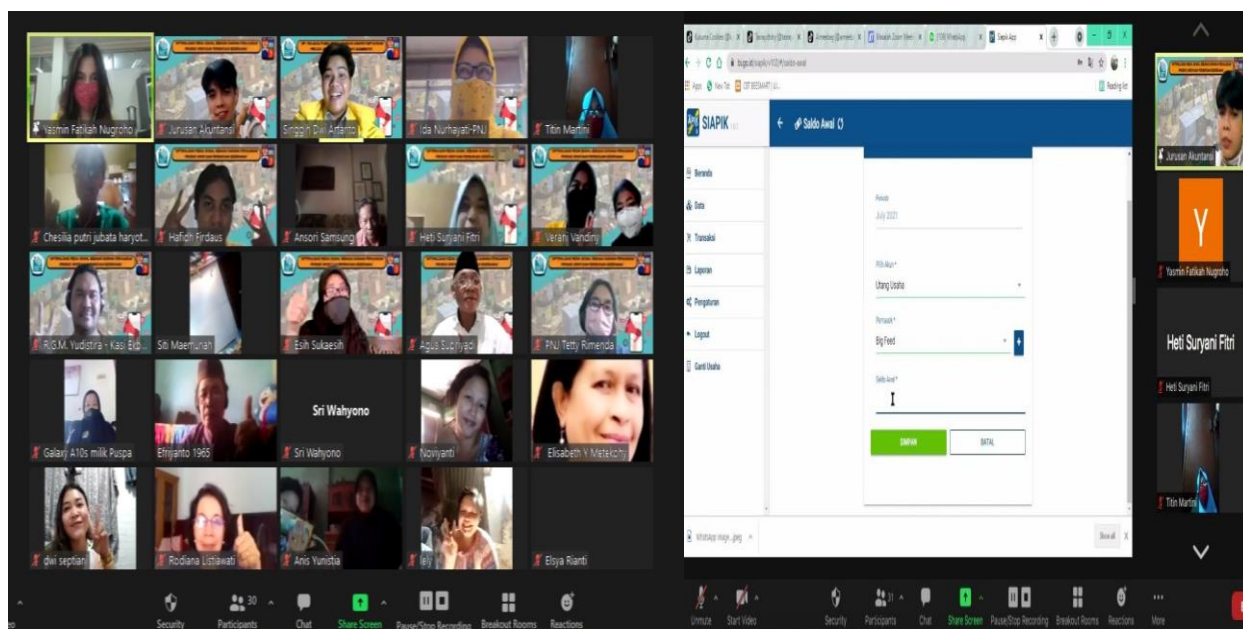 Yasmin Fatikah Nugroho
Jurusan Akuntansi
Singgih Dwi Artanto
Ida Nurhayati-PNJ
Titin Martini
Chesilia putri jubata haryot...
Hafidh Firdaus
Ansori Samsung
Heti Suryani Fitri
Verani Vandiny
R.G.M. Yudistira - Kasi Ekb...
Siti Maemunah
Esih Sukaesih
Agus Supriyadi
PNJ Tetty Rimenda
Galaxy A10s milik Puspa
Efriyanto 1965
Sri Wahyono
Sri Wahyono
Noviyanti
Elisabeth Y Metekohy
dwi septiani
Rodiana Listiawati
Anis Yunistia
lely
Elsya Rianti
Security
Participants
30
Chat
Share Screen
Pause/Stop Recording
Breakout Rooms
Reactions
SIAPIK
Saldo Awal
Beranda
Data
Transaksi
Laporan
Pengaturan
Logout
Ganti Usaha
Periode
July 2021
Pilih Akun *
Utang Usaha
Pemasok *
Big Feed
Saldo Awal *
SIMPAN
BATAL
Show all
Jurusan Akuntansi
Y
Yasmin Fatikah Nugroho
Heti Suryani Fitri
Heti Suryani Fitri
Titin Martini
Unmute
Start Video
Security
Participants
31
Chat
Share Screen
Pause/Stop Recording
Breakout Rooms
Reactions
More